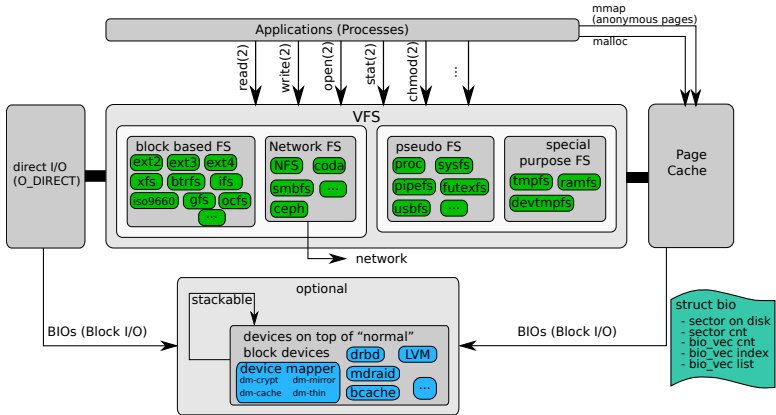 mmap
(anonymous pages)
Applications (Processes)
malloc
read(2)
write(2)
open(2)
stat(2)
chmod(2)
...
VFS
direct I/O
(O_DIRECT)
block based FS
ext2 ext3 ext4
xfs btrfs ifs
iso9660 gfs ocfs
...
Network FS
NFS coda
smbfs ...
ceph
pseudo FS
proc sysfs
pipefs futexfs
usbfs ...
special
purpose FS
tmpfs ramfs
devtmpfs
Page
Cache
network
optional
stackable
BIOs (Block I/O)
BIOs (Block I/O)
devices on top of “normal”
block devices
device mapper
dm-crypt dm-mirror
dm-cache dm-thin
drbd LVM
mdraid
bcache ...
struct bio
- sector on disk
- sector cnt
- bio_vec cnt
- bio_vec index
- bio_vec list